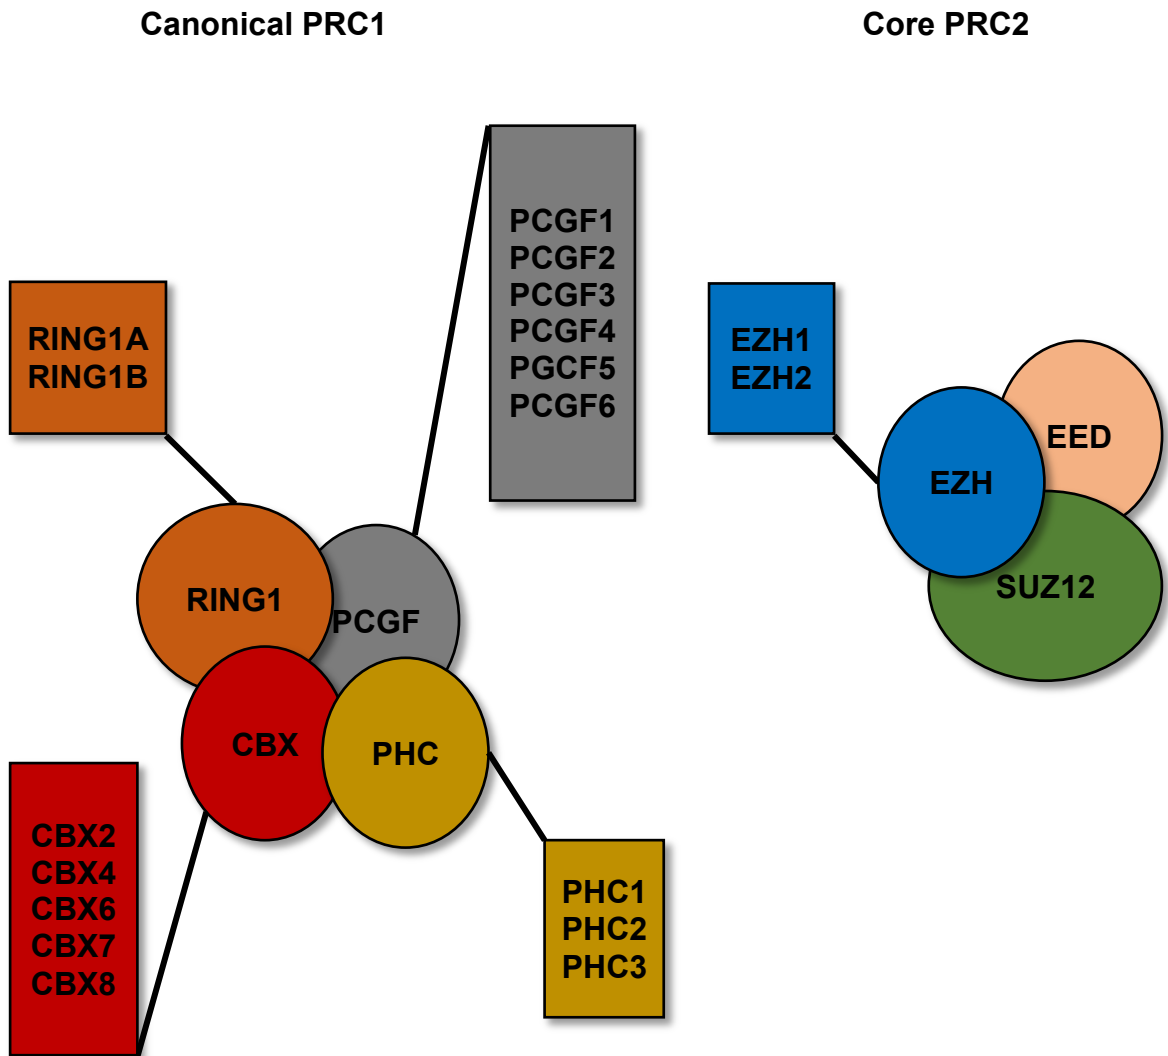 Canonical PRC1
Core PRC2
PCGF1
PCGF2
PCGF3
PCGF4
PGCF5
PCGF6
RING1A
RING1B
EZH1
EZH2
EED
EZH
SUZ12
RING1
PCGF
CBX
PHC
CBX2
CBX4
CBX6
CBX7
CBX8
PHC1
PHC2
PHC3